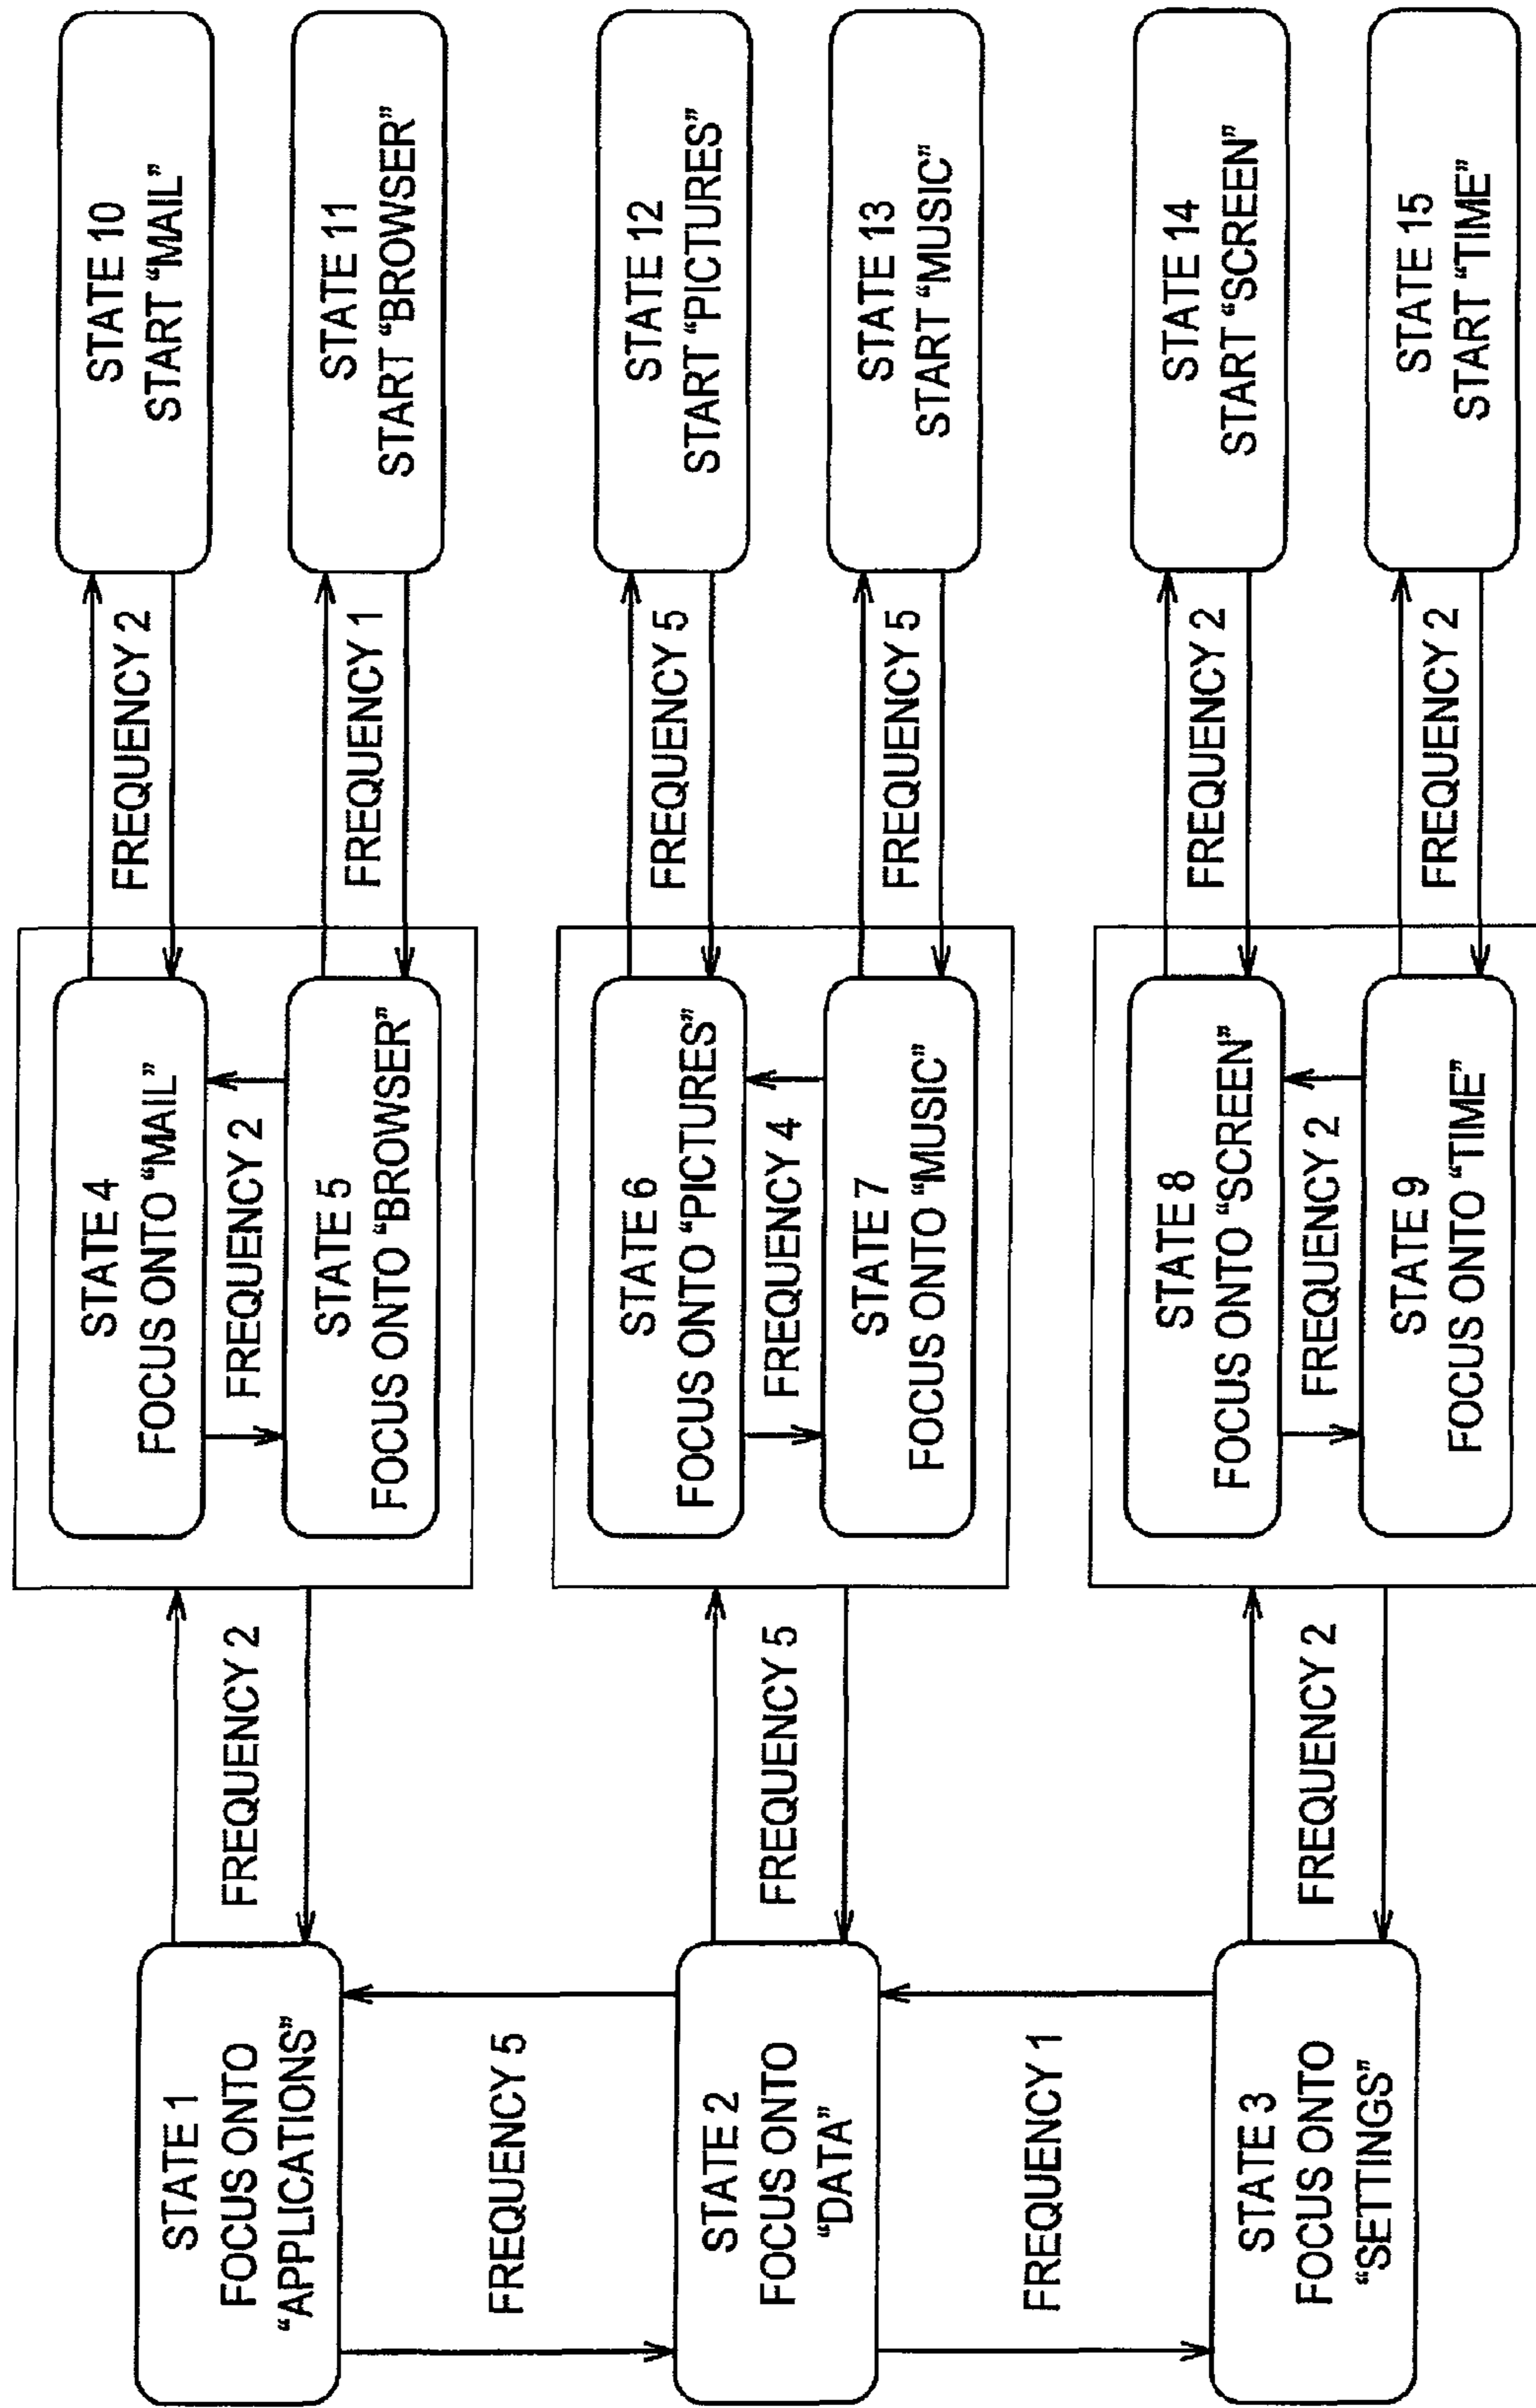 STATE 1
FOCUS ONTO
“APPLICATIONS”
FREQUENCY 5
STATE 2
FOCUS ONTO
“DATA”
FREQUENCY 1
STATE 3
FOCUS ONTO
“SETTINGS”
FREQUENCY 2
FREQUENCY 5
FREQUENCY 2
STATE 4
FOCUS ONTO “MAIL”
FREQUENCY 2
STATE 5
FOCUS ONTO “BROWSER”
STATE 6
FOCUS ONTO “PICTURES”
FREQUENCY 4
STATE 7
FOCUS ONTO “MUSIC”
STATE 8
FOCUS ONTO “SCREEN”
FREQUENCY 2
STATE 9
FOCUS ONTO “TIME”
FREQUENCY 2
FREQUENCY 1
FREQUENCY 5
FREQUENCY 5
FREQUENCY 2
FREQUENCY 2
STATE 10
START “MAIL”
STATE 11
START “BROWSER”
STATE 12
START “PICTURES”
STATE 13
START “MUSIC”
STATE 14
START “SCREEN”
STATE 15
START “TIME”